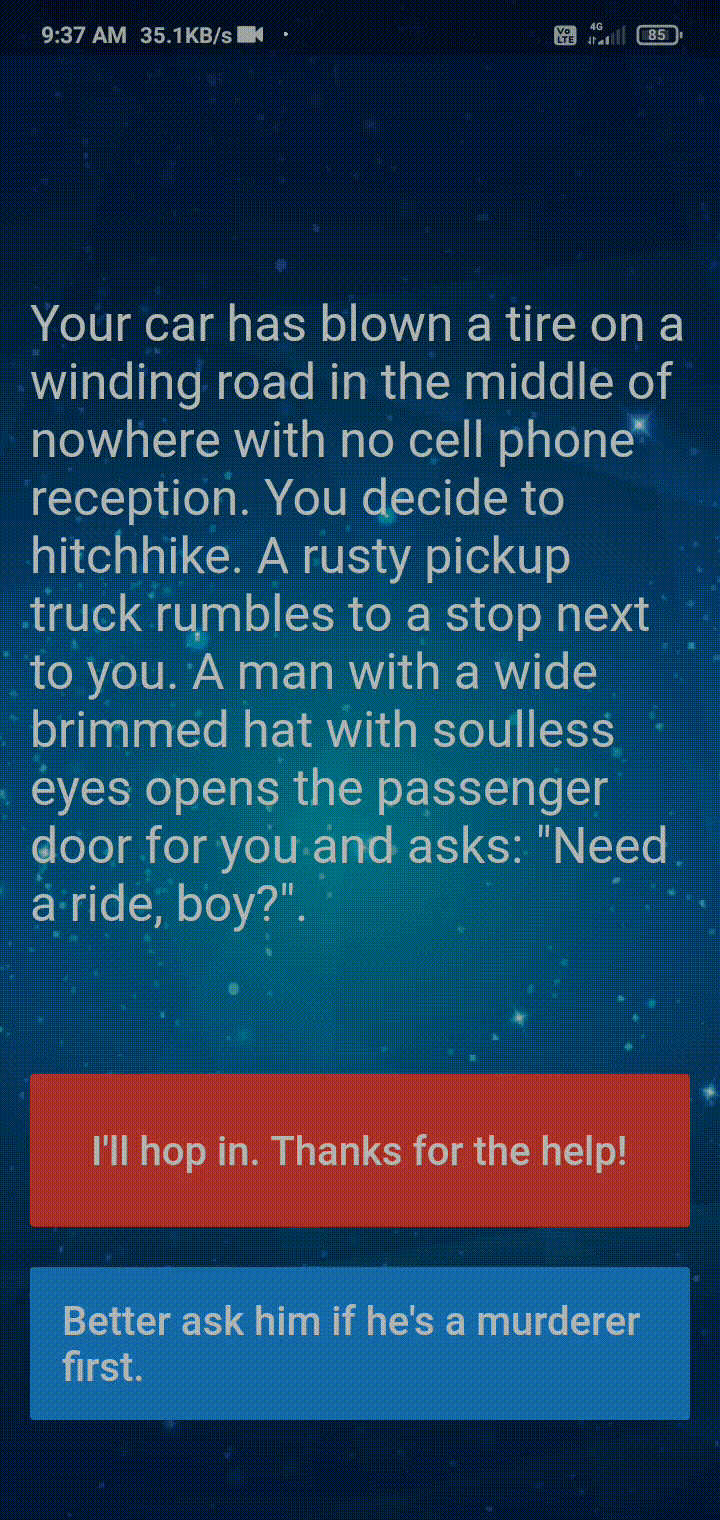 9:37 AM 35.1KB/s
Vo LTE 4G 85
Your car has blown a tire on a
winding road in the middle of
nowhere with no cell phone
reception. You decide to
hitchhike. A rusty pickup
truck rumbles to a stop next
to you. A man with a wide
brimmed hat with soulless
eyes opens the passenger
door for you and asks: "Need
a ride, boy?".
I'll hop in. Thanks for the help!
Better ask him if he's a murderer
first.